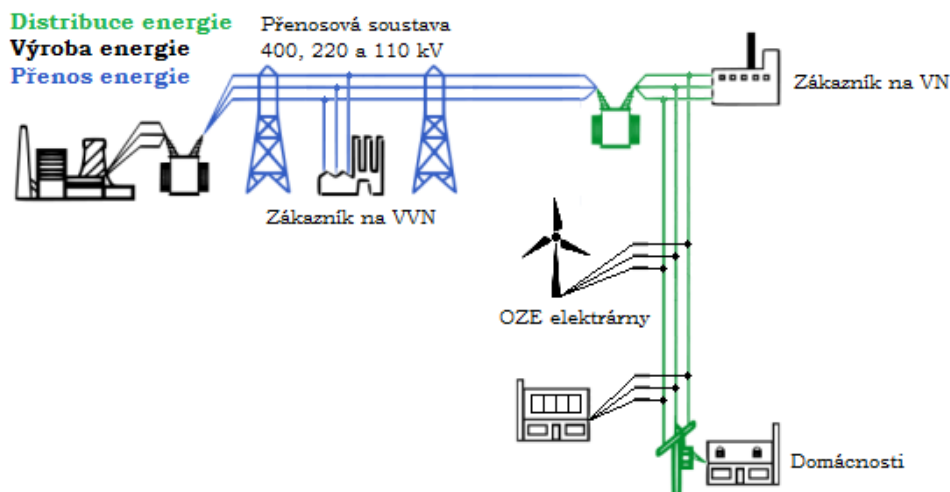 Distribuce energie
Výroba energie
Přenos energie
Přenosová soustava
400, 220 a 110 kV
Zákazník na VN
Zákazník na VVN
OZE elektrárny
Domácnosti